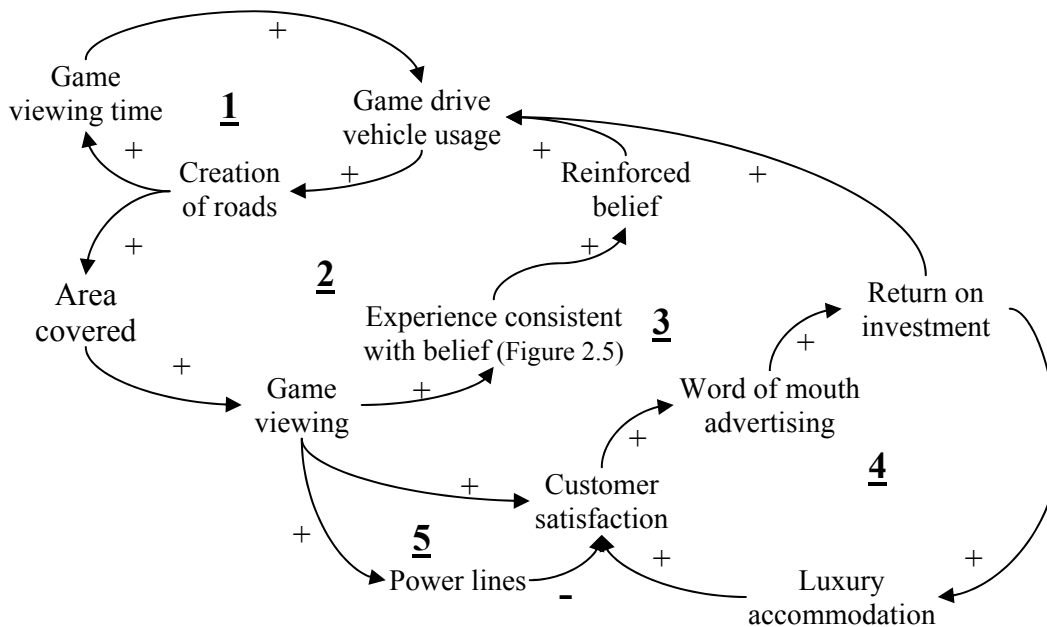 +
Game
viewing time
1
Game drive
vehicle usage
+
+
+
Creation
of roads
Reinforced
belief
+
+
+
Area
covered
2
Experience consistent
with belief (Figure 2.5)
3
Return on
investment
+
+
+
Game
viewing
Word of mouth
advertising
+
+
4
Customer
satisfaction
+
5
+
+
Power lines
-
Luxury
accommodation